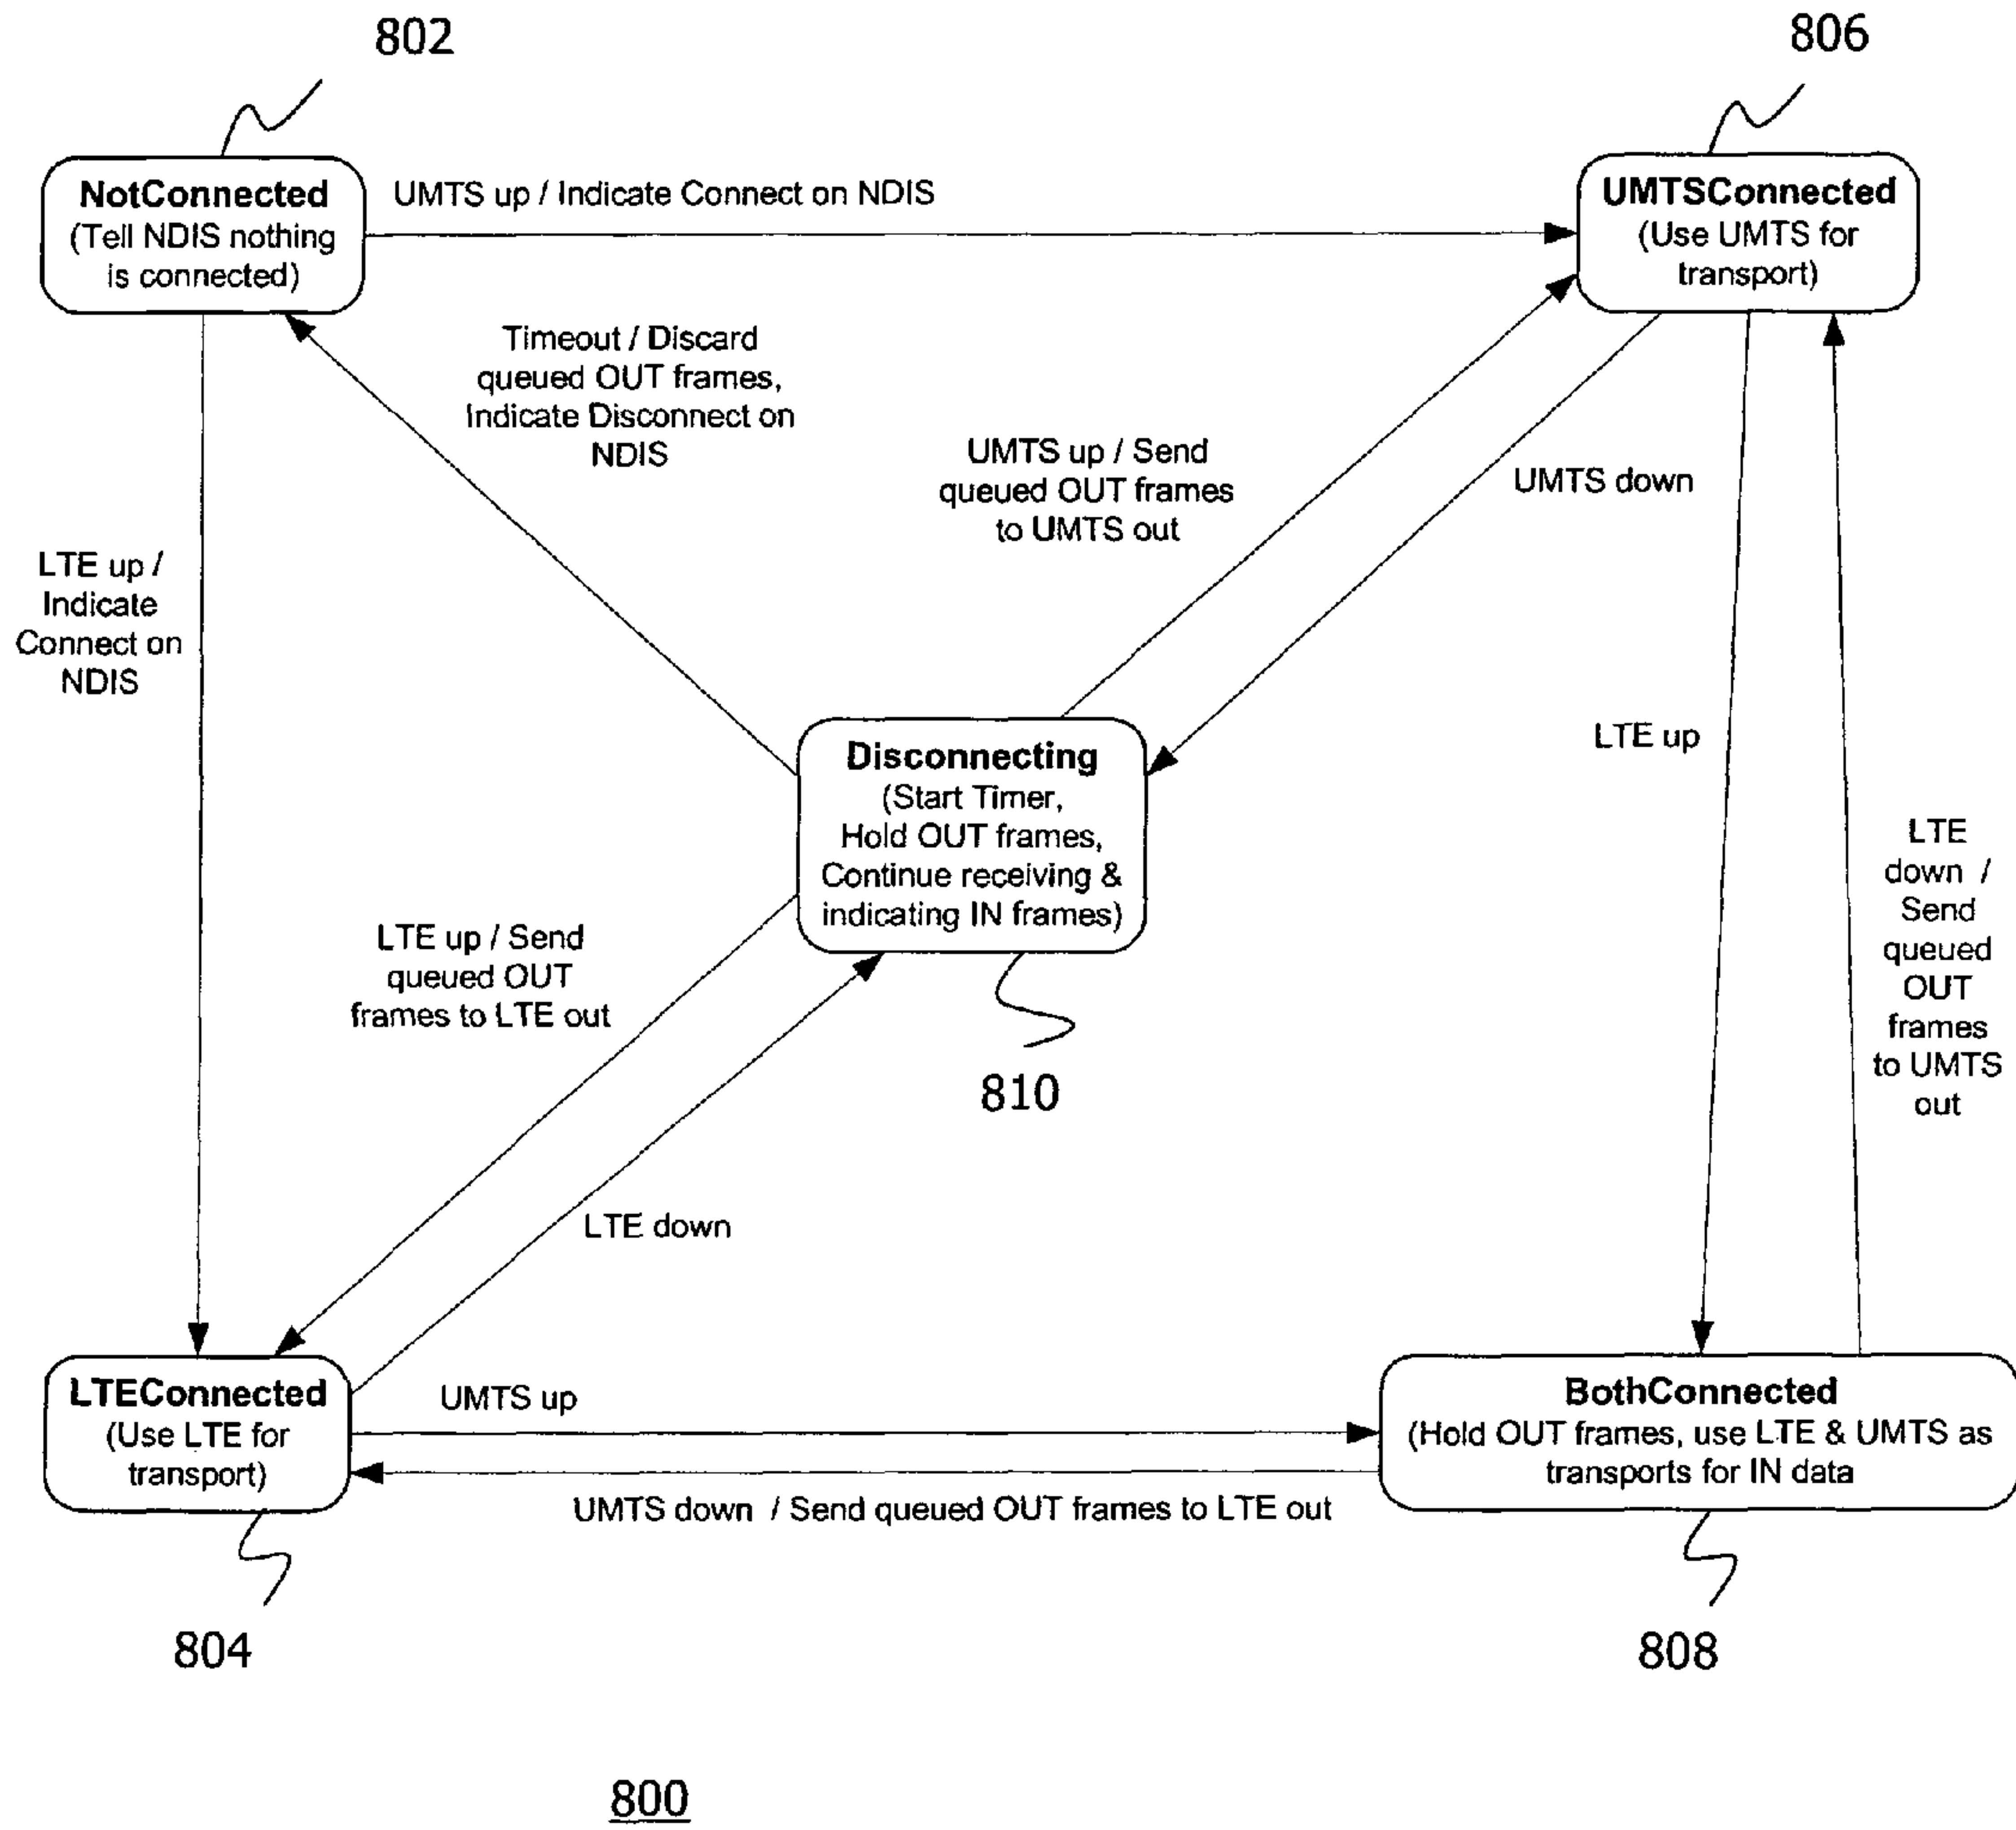 802
806
NotConnected
(Tell NDIS nothing
is connected)
UMTS up / Indicate Connect on NDIS
UMTSConnected
(Use UMTS for
transport)
Timeout / Discard
queued OUT frames,
Indicate Disconnect on
NDIS
UMTS up / Send
queued OUT frames
to UMTS out
UMTS down
LTE up /
Indicate
Connect on
NDIS
LTE up
Disconnecting
(Start Timer,
Hold OUT frames,
Continue receiving &
indicating IN frames)
LTE
down /
Send
queued
OUT
frames
to UMTS
out
LTE up / Send
queued OUT
frames to LTE out
810
LTE down
LTEConnected
(Use LTE for
transport)
UMTS up
BothConnected
(Hold OUT frames, use LTE & UMTS as
transports for IN data
UMTS down / Send queued OUT frames to LTE out
804
808
800